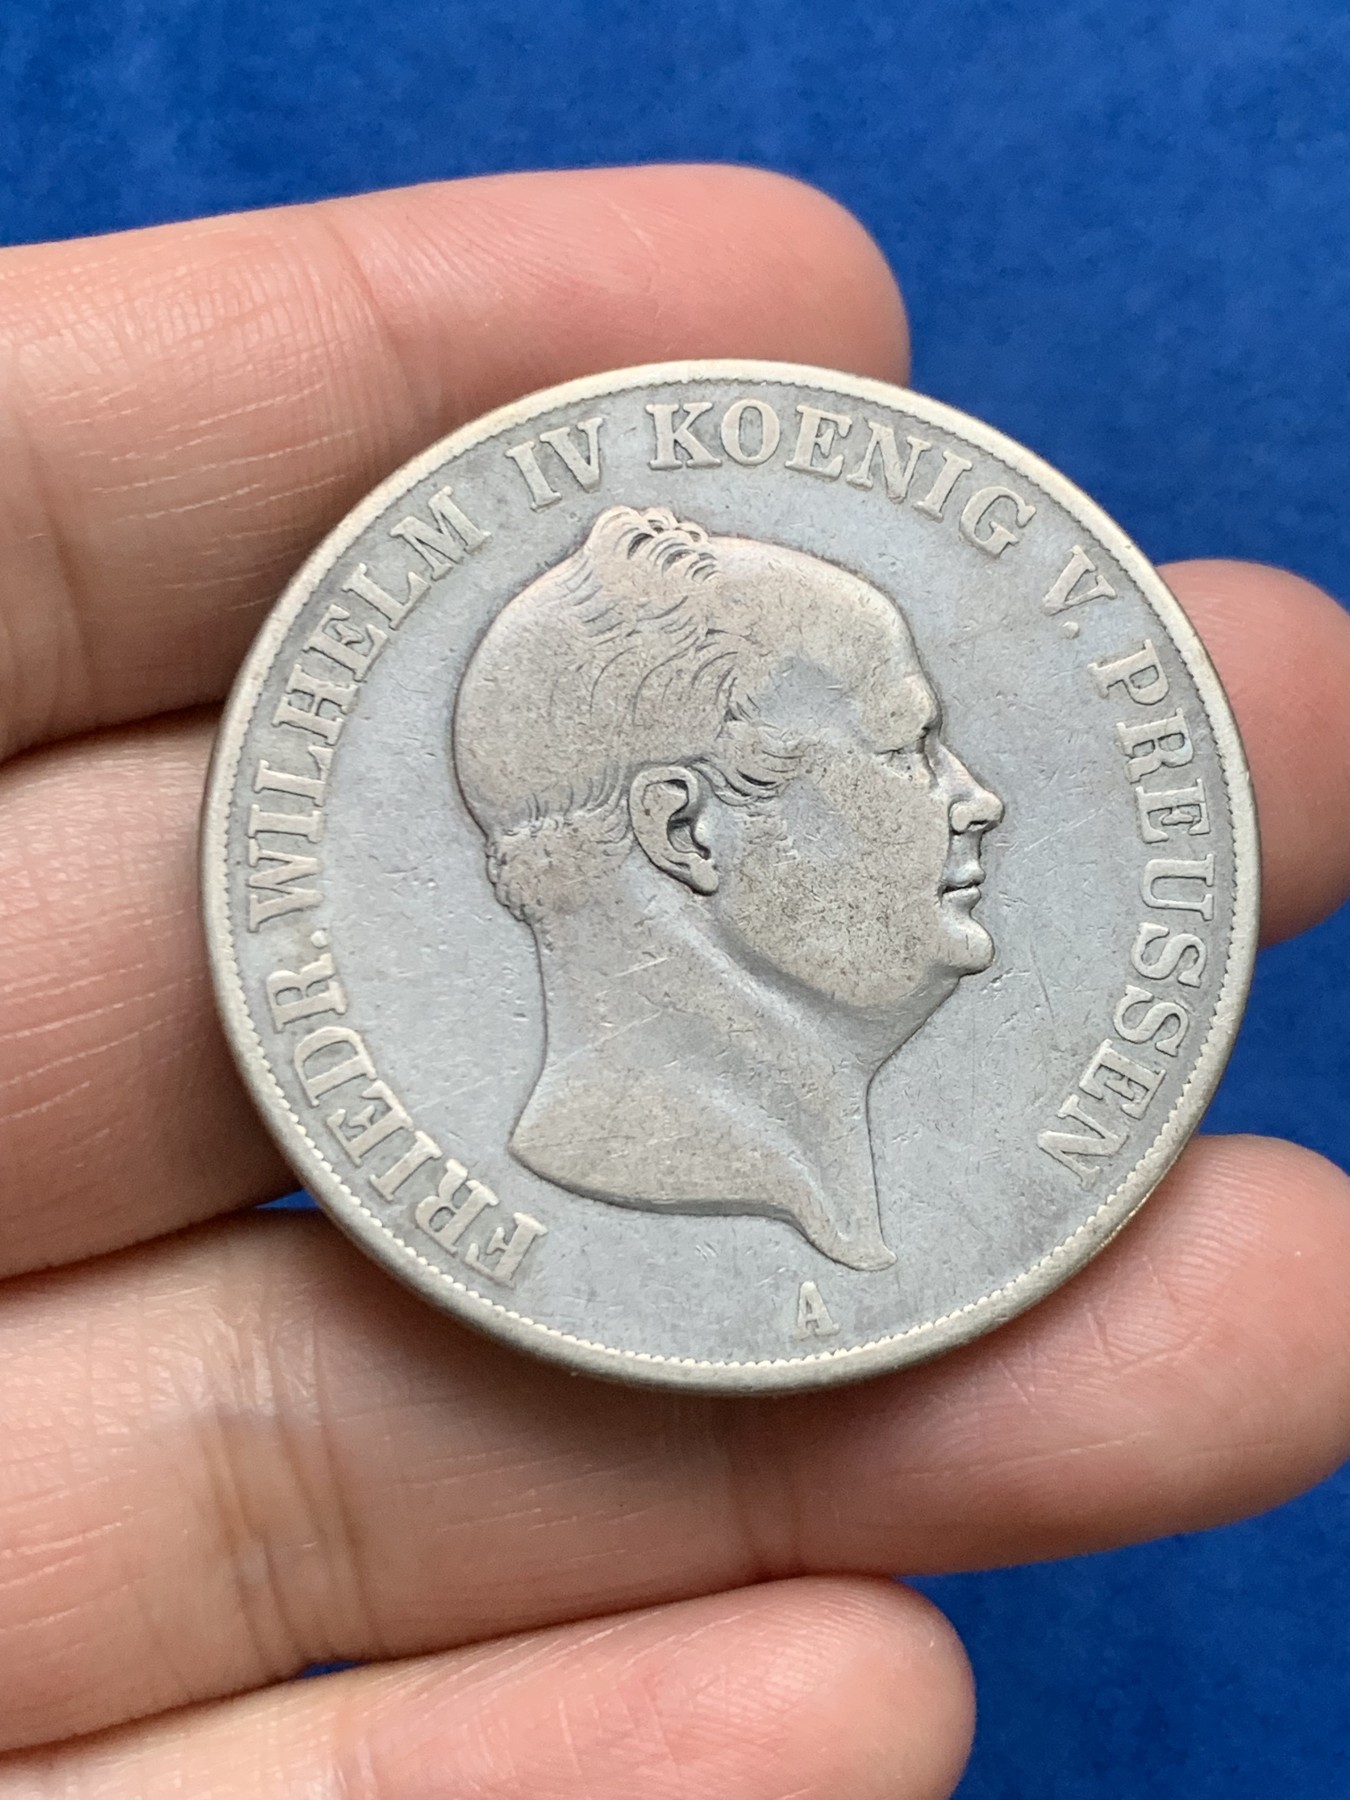 FRIEDR. WILHELM IV KOENIG V. PREUSSEN
A